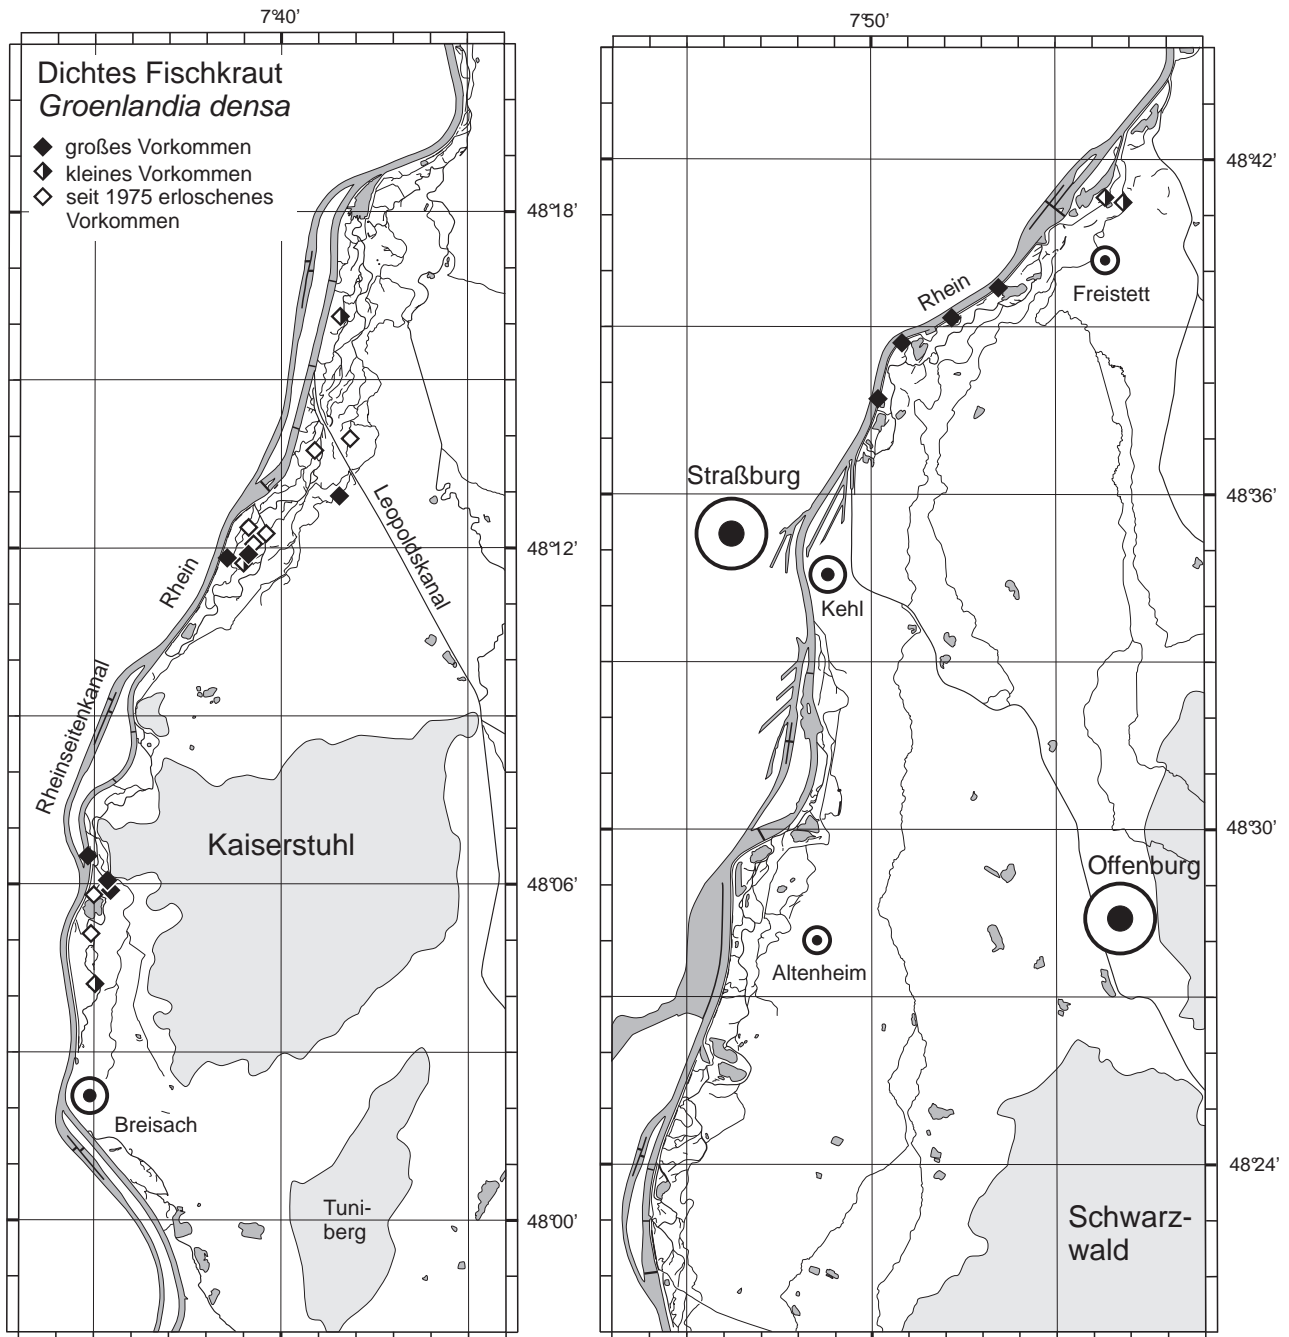 7°40'
7°50'
Dichtes Fischkraut
Groenlandia densa
großes Vorkommen
kleines Vorkommen
seit 1975 erloschenes
Vorkommen
48°18'
Leopoldskanal
48°12'
Rhein
Rheinseitenkanal
Kaiserstuhl
48°06'
Breisach
Tuni-
berg
48°00'
48°42'
Rhein
Freistett
Straßburg
48°36'
Kehl
48°30'
Offenburg
Altenheim
48°24'
Schwarz-
wald